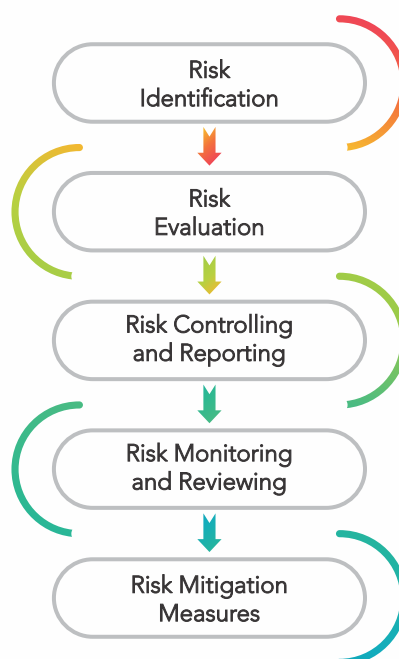 Risk
Identification
Risk
Evaluation
Risk Controlling
and Reporting
Risk Monitoring
and Reviewing
Risk Mitigation
Measures